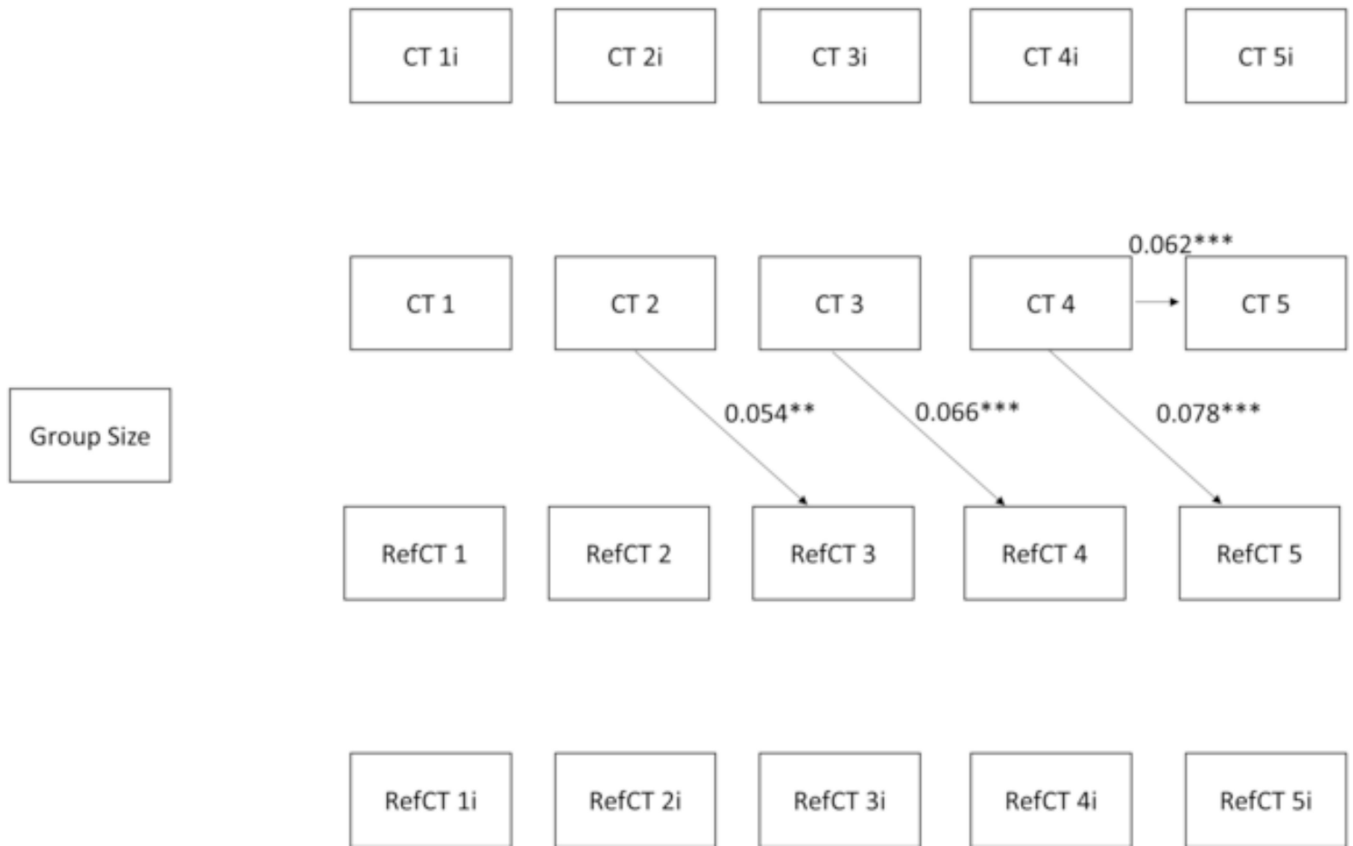 CT 1i
CT 2i
CT 3i
CT 4i
CT 5i
0.062***
CT 1
CT 2
CT 3
CT 4
CT 5
0.054**
0.066***
0.078***
Group Size
RefCT 1
RefCT 2
RefCT 3
RefCT 4
RefCT 5
RefCT 1i
RefCT 2i
RefCT 3i
RefCT 4i
RefCT 5i